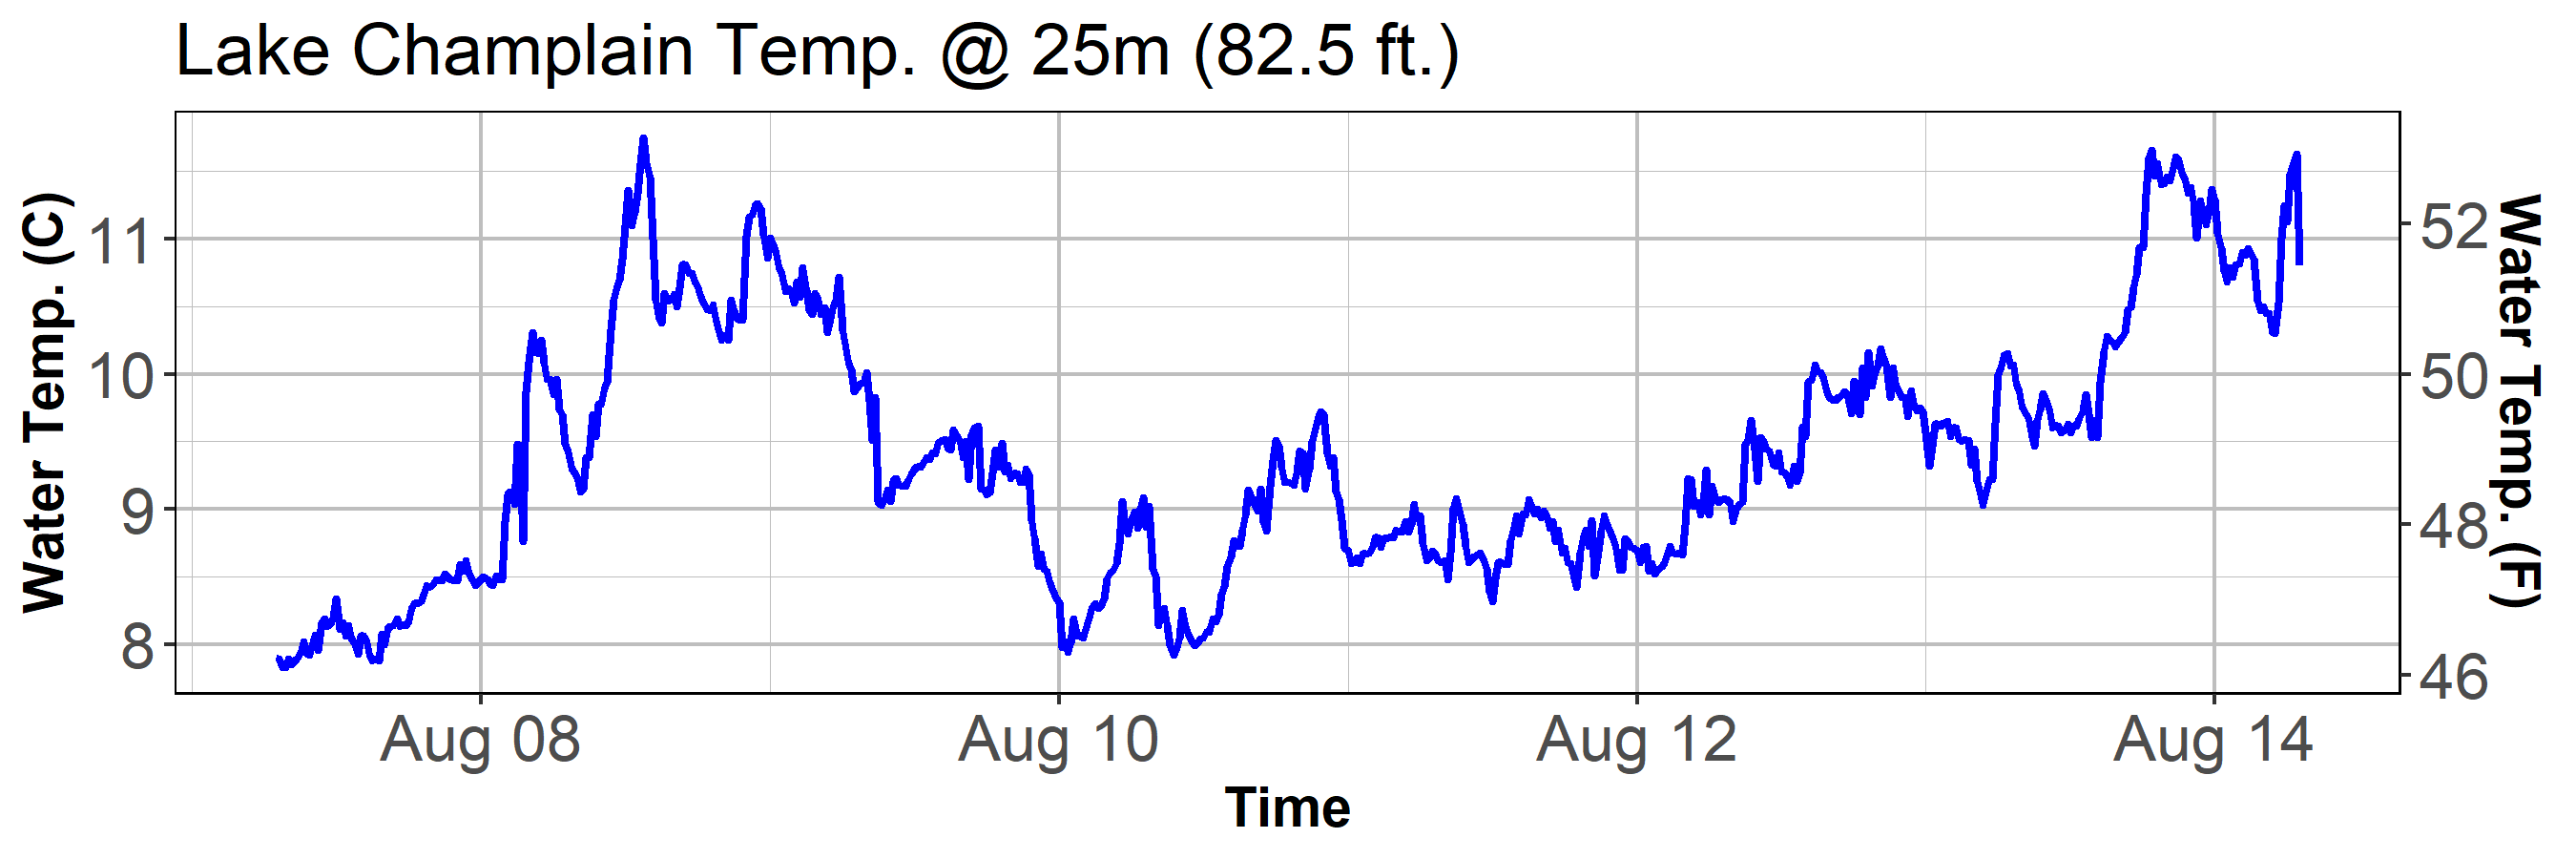 Lake Champlain Temp. @ 25m (82.5 ft.)
Water Temp. (C)
11
10
9
8
52
50
48
46
Water Temp. (F)
Aug 08
Aug 10
Aug 12
Aug 14
Time